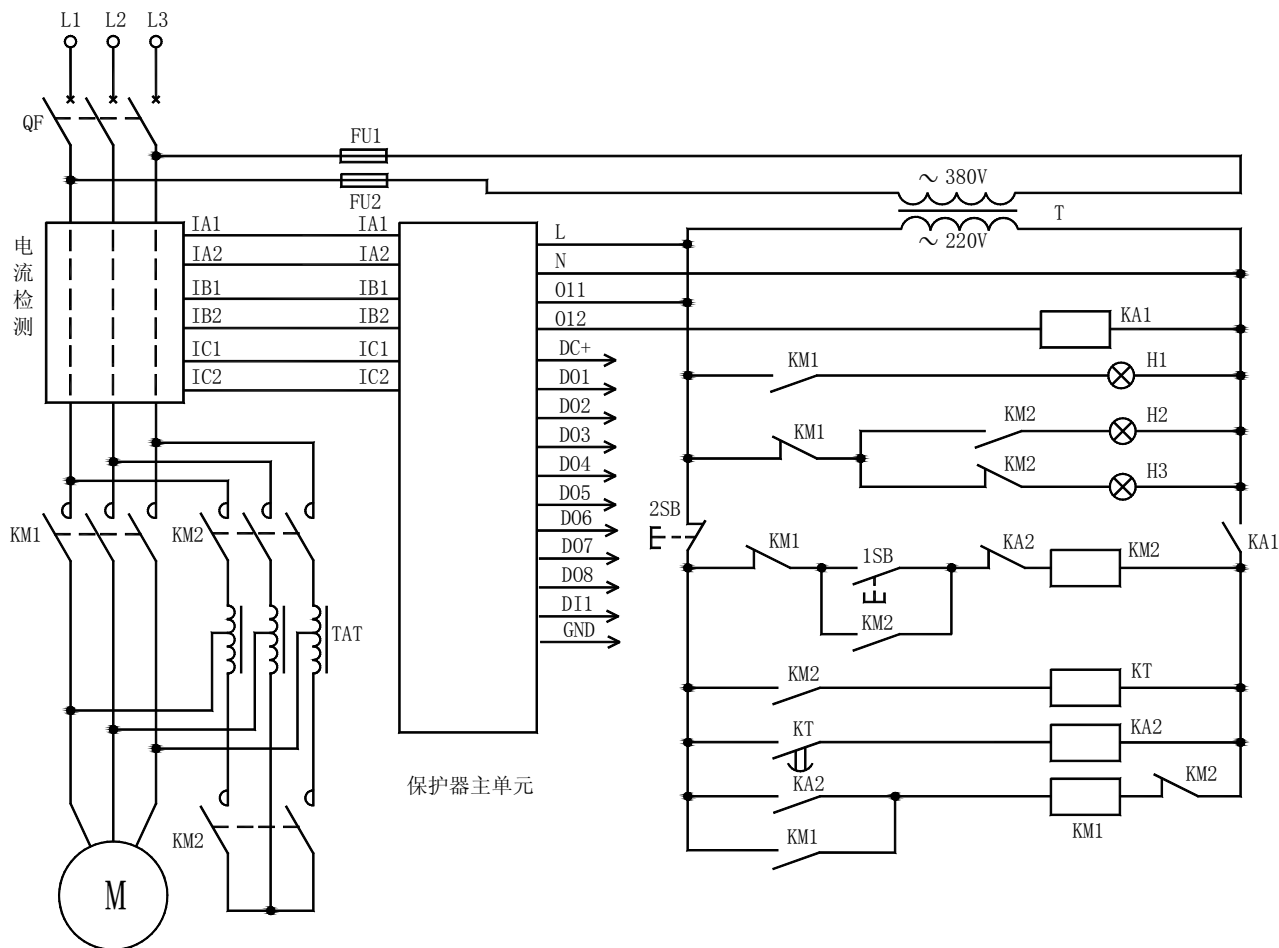 L1 L2 L3
QF
FU1
FU2
~ 380V
T
~ 220V
电流检测
IA1 IA1
IA2 IA2
IB1 IB1
IB2 IB2
IC1 IC1
IC2 IC2
L
N
O11
O12
DC+
DO1
DO2
DO3
DO4
DO5
DO6
DO7
DO8
DI1
GND
保护器主单元
KA1
KM1 H1
KM1 KM2 H2
KM2 H3
2SB
KA1
KM1 1SB KA2 KM2
KM2
KM2 KT
KT KA2
KA2 KM1 KM2
KM1
KM1 KM2
TAT
KM2
M